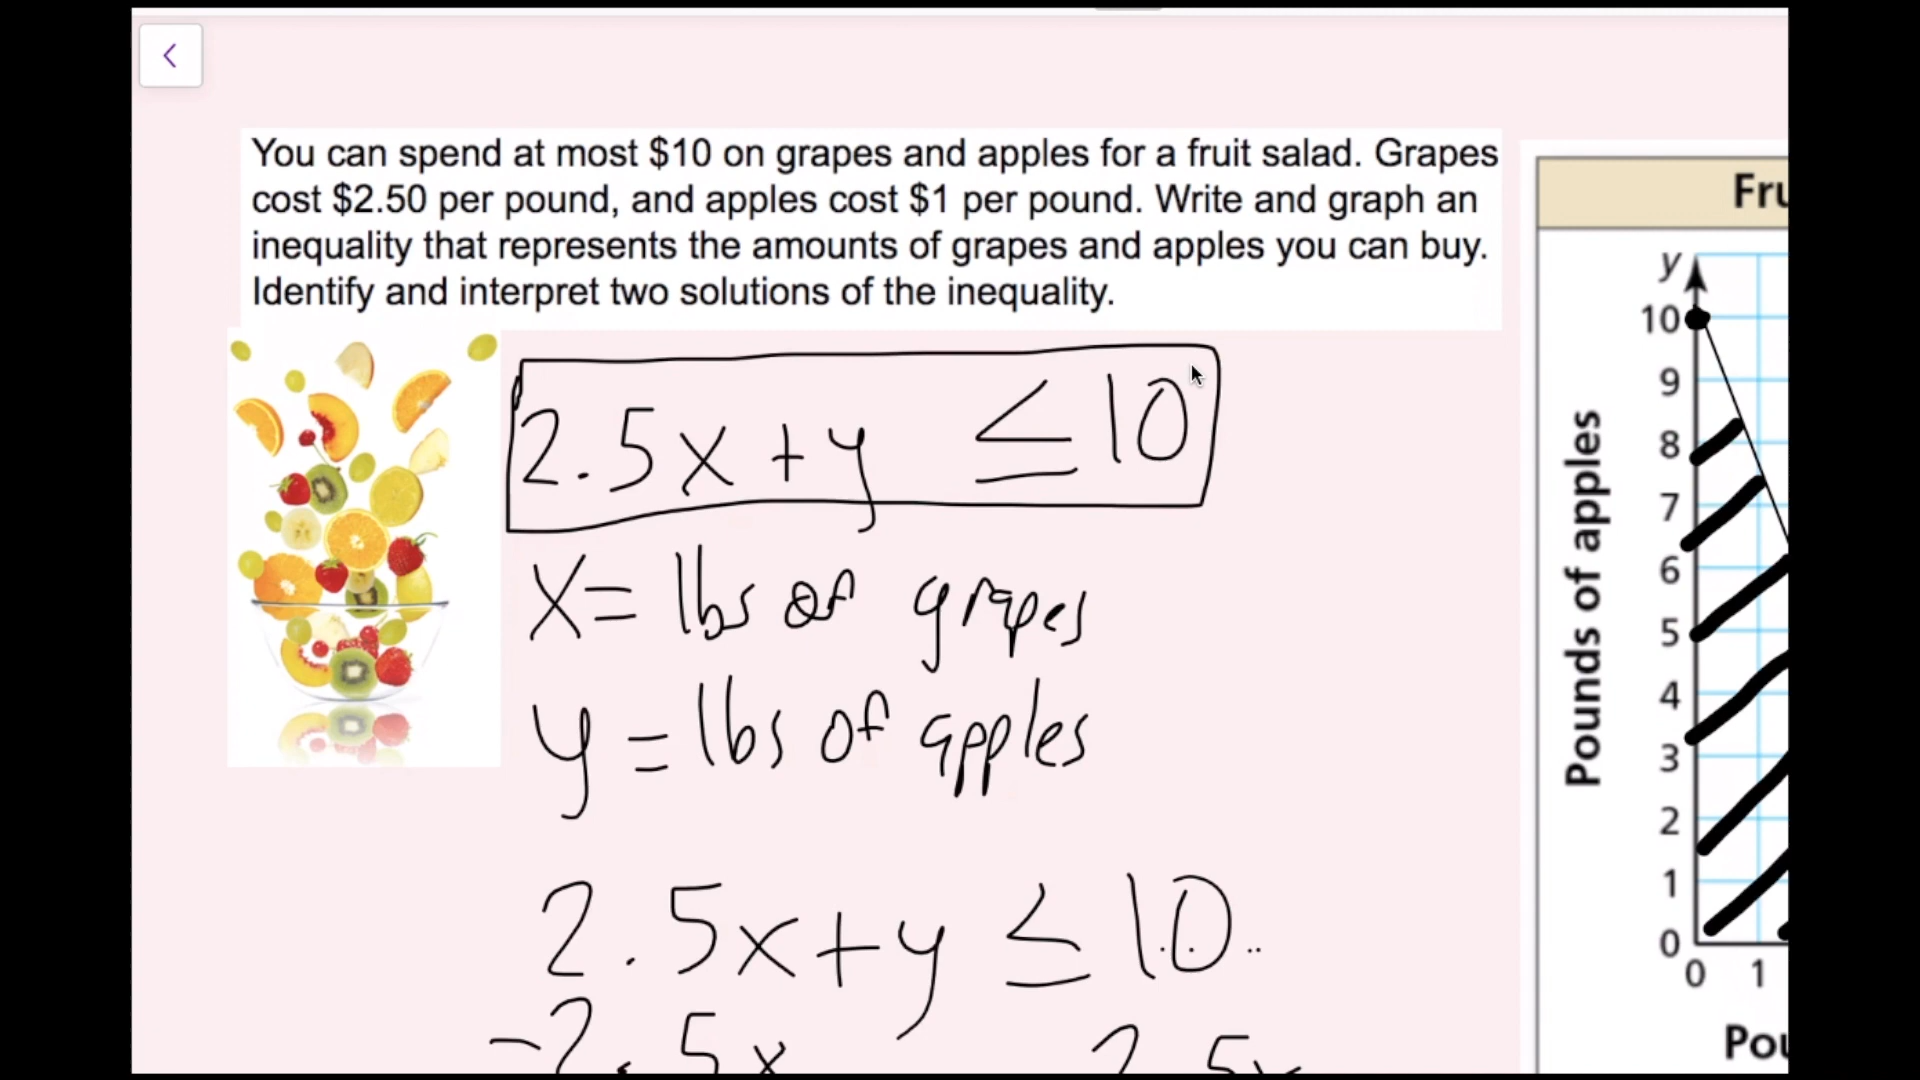 You can spend at most $10 on grapes and apples for a fruit salad. Grapes
cost $2.50 per pound, and apples cost $1 per pound. Write and graph an
inequality that represents the amounts of grapes and apples you can buy.
Identify and interpret two solutions of the inequality.
2.5x + y ≤ 10
x = lbs of grapes
y = lbs of apples
2.5x + y ≤ 10
-2.5x
Fru
y
10
9
8
7
6
5
4
3
2
1
0
0 1
Pounds of apples
Pou